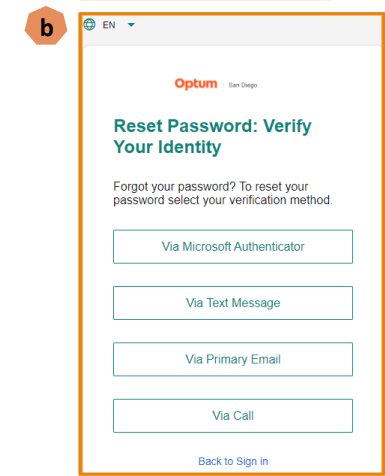 b
EN
Optum | San Diego
Reset Password: Verify
Your Identity
Forgot your password? To reset your
password select your verification method.
Via Microsoft Authenticator
Via Text Message
Via Primary Email
Via Call
Back to Sign in